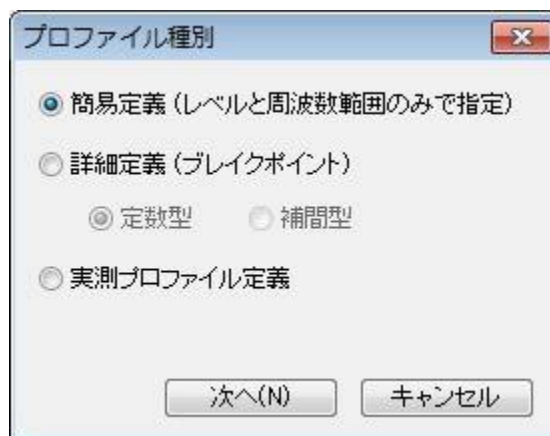 プロファイル種別
簡易定義(レベルと周波数範囲のみで指定)
詳細定義(ブレイクポイント)
定数型 補間型
実測プロファイル定義
次へ(N) キャンセル